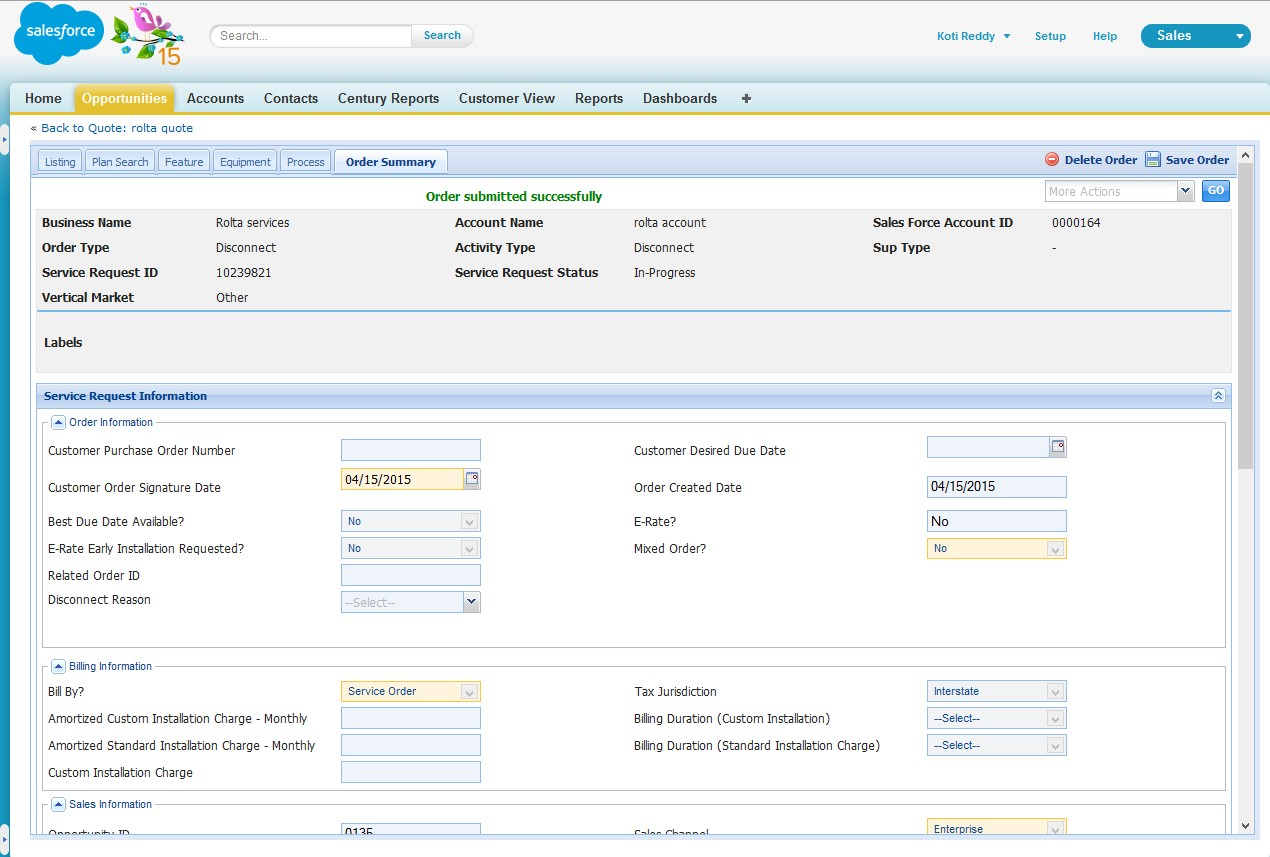 salesforce
15
Search...
Search
Koti Reddy
Setup
Help
Sales
Home
Opportunities
Accounts
Contacts
Century Reports
Customer View
Reports
Dashboards
+
« Back to Quote: rolta quote
Listing
Plan Search
Feature
Equipment
Process
Order Summary
Delete Order
Save Order
Order submitted successfully
More Actions
GO
Business Name Rolta services Account Name rolta account Sales Force Account ID 0000164
Order Type Disconnect Activity Type Disconnect Sup Type -
Service Request ID 10239821 Service Request Status In-Progress
Vertical Market Other
Labels
Service Request Information
Order Information
Customer Purchase Order Number Customer Desired Due Date
Customer Order Signature Date 04/15/2015 Order Created Date 04/15/2015
Best Due Date Available? No E-Rate? No
E-Rate Early Installation Requested? No Mixed Order? No
Related Order ID
Disconnect Reason --Select--
Billing Information
Bill By? Service Order Tax Jurisdiction Interstate
Amortized Custom Installation Charge - Monthly Billing Duration (Custom Installation) --Select--
Amortized Standard Installation Charge - Monthly Billing Duration (Standard Installation Charge) --Select--
Custom Installation Charge
Sales Information
Opportunity ID 0135 Sales Channel Enterprise